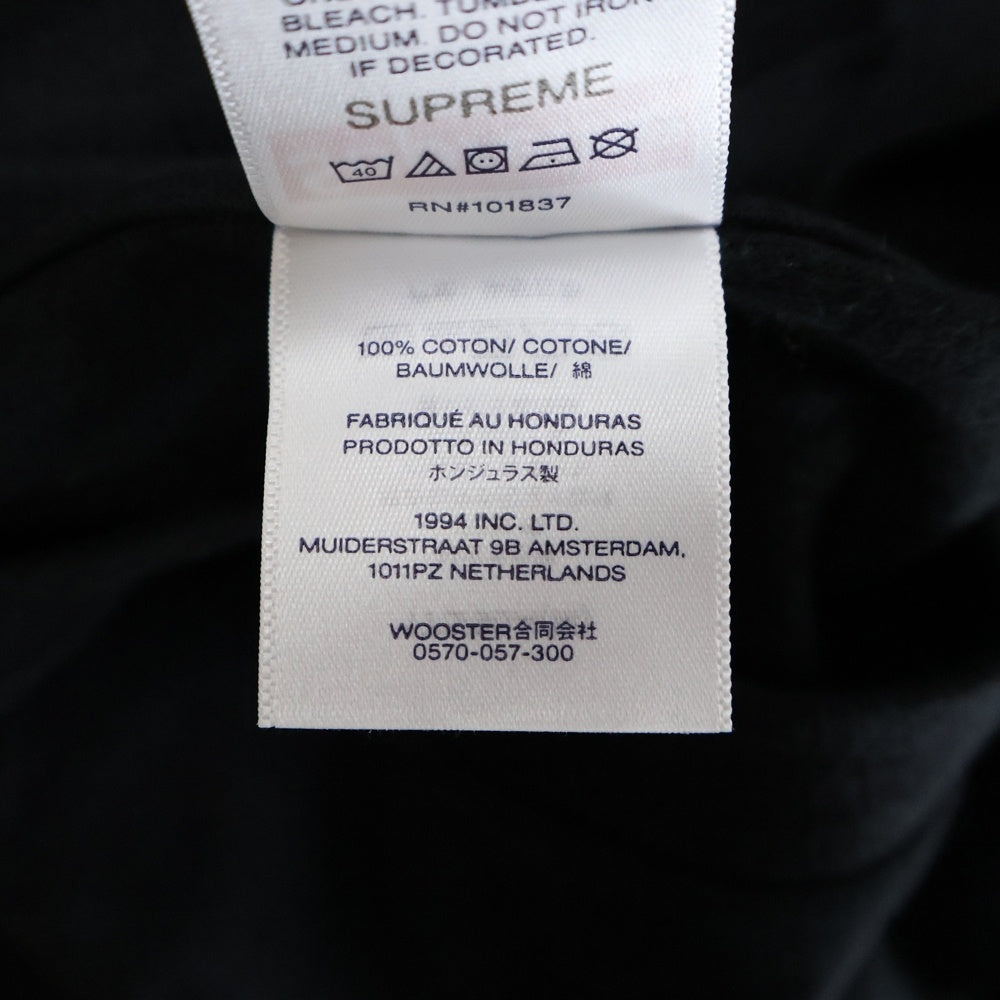 BLEACH. TUMBLE
MEDIUM. DO NOT IRON
IF DECORATED.
SUPREME
40
RN#101837
100% COTON/ COTONE/
BAUMWOLLE/ 綿
FABRIQUÉ AU HONDURAS
PRODOTTO IN HONDURAS
ホンジュラス製
1994 INC. LTD.
MUIDERSTRAAT 9B AMSTERDAM,
1011PZ NETHERLANDS
WOOSTER合同会社
0570-057-300